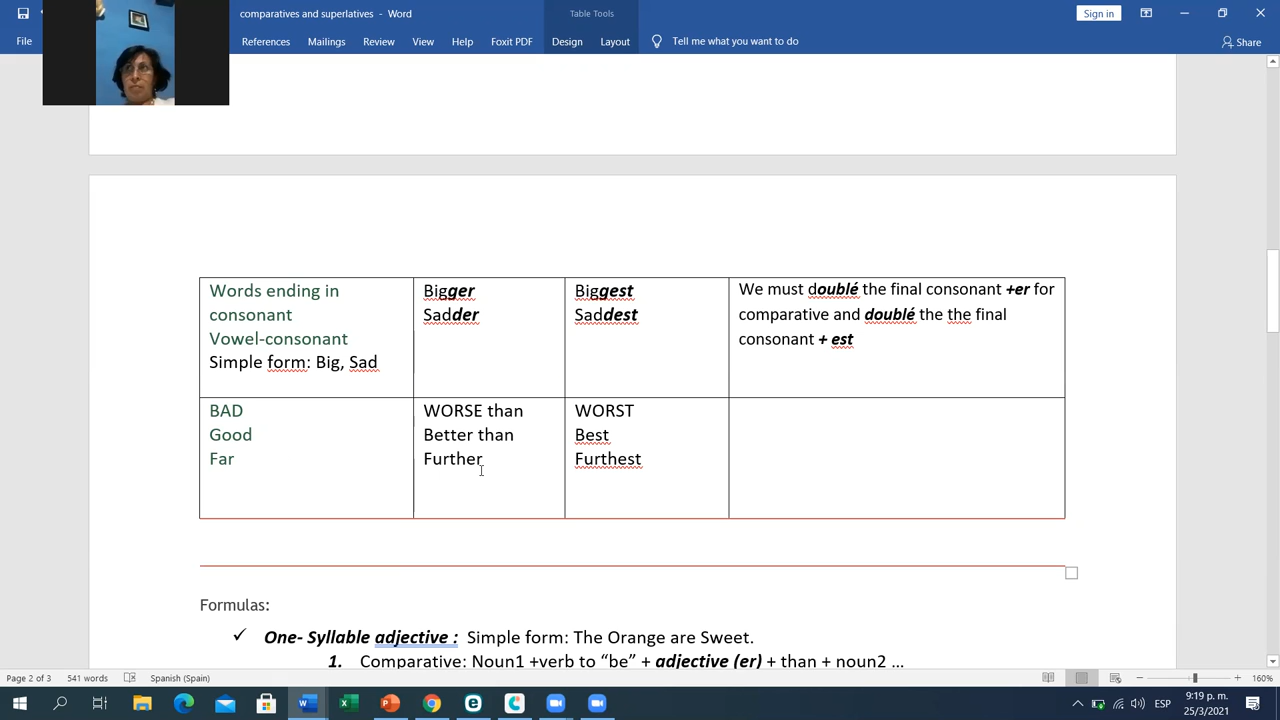 comparatives and superlatives - Word
Table Tools
Sign in
File
References
Mailings
Review
View
Help
Foxit PDF
Design
Layout
Tell me what you want to do
Share
Words ending in
consonant
Vowel-consonant
Simple form: Big, Sad
Bigger
Sadder
Biggest
Saddest
We must doublé the final consonant +er for
comparative and doublé the the final
consonant + est
BAD
Good
Far
WORSE than
Better than
Further
WORST
Best
Furthest
Formulas:
✓ One- Syllable adjective : Simple form: The Orange are Sweet.
1. Comparative: Noun1 +verb to “be” + adjective (er) + than + noun2 ...
Page 2 of 3
541 words
Spanish (Spain)
160%
ESP
9:19 p. m.
25/3/2021